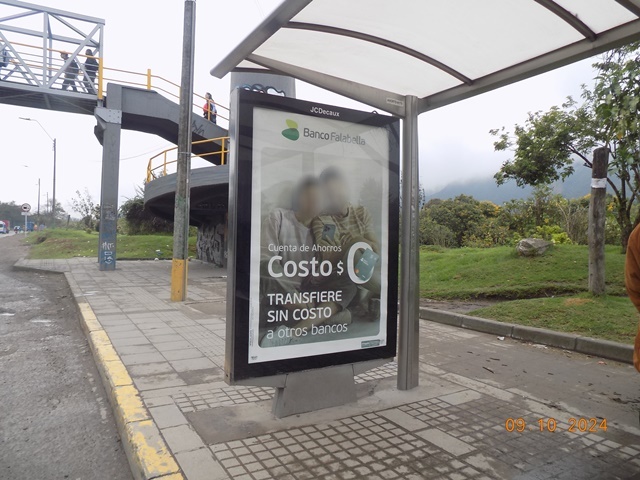 JCDecaux
Banco Falabella
Cuenta de Ahorros
Costo $0
TRANSFIERE
SIN COSTO
a otros bancos
09.10.2024